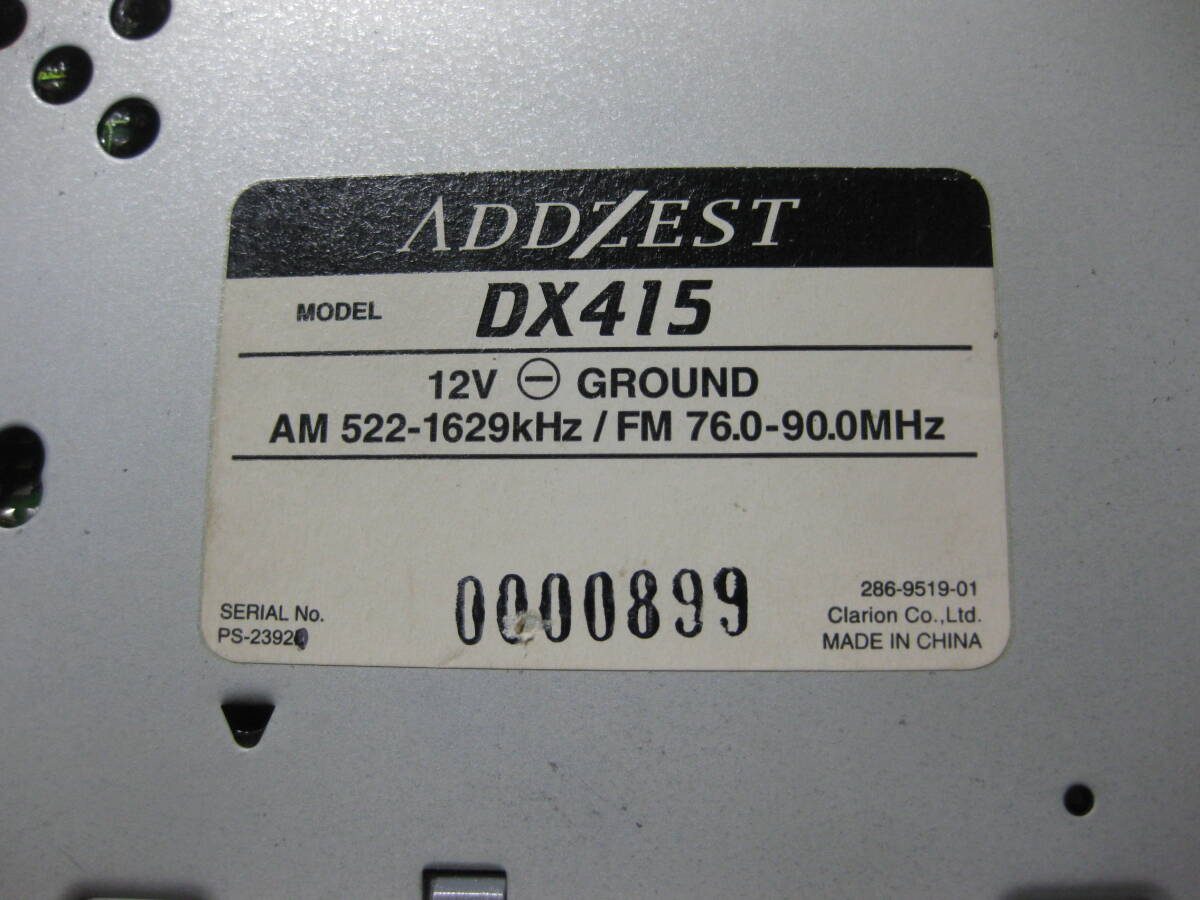 ADDZEST
MODEL DX415
12V ⊖ GROUND
AM 522-1629kHz / FM 76.0-90.0MHz
0000899
SERIAL No.
286-9519-01
Clarion Co.,Ltd.
MADE IN CHINA